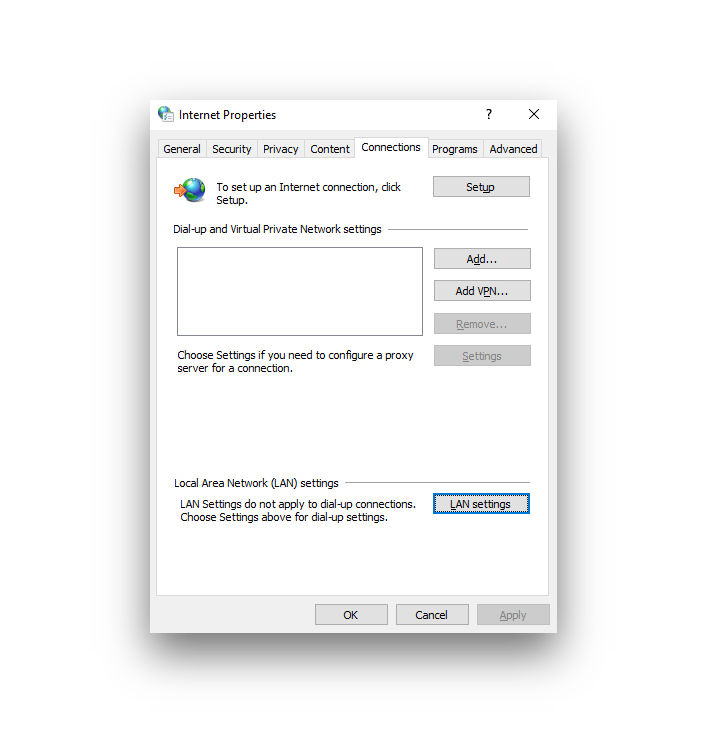 Internet Properties
?
General Security Privacy Content Connections Programs Advanced
To set up an Internet connection, click
Setup.
Setup
Dial-up and Virtual Private Network settings
Add...
Add VPN...
Remove...
Choose Settings if you need to configure a proxy
server for a connection.
Settings
Local Area Network (LAN) settings
LAN Settings do not apply to dial-up connections.
Choose Settings above for dial-up settings.
LAN settings
OK Cancel Apply